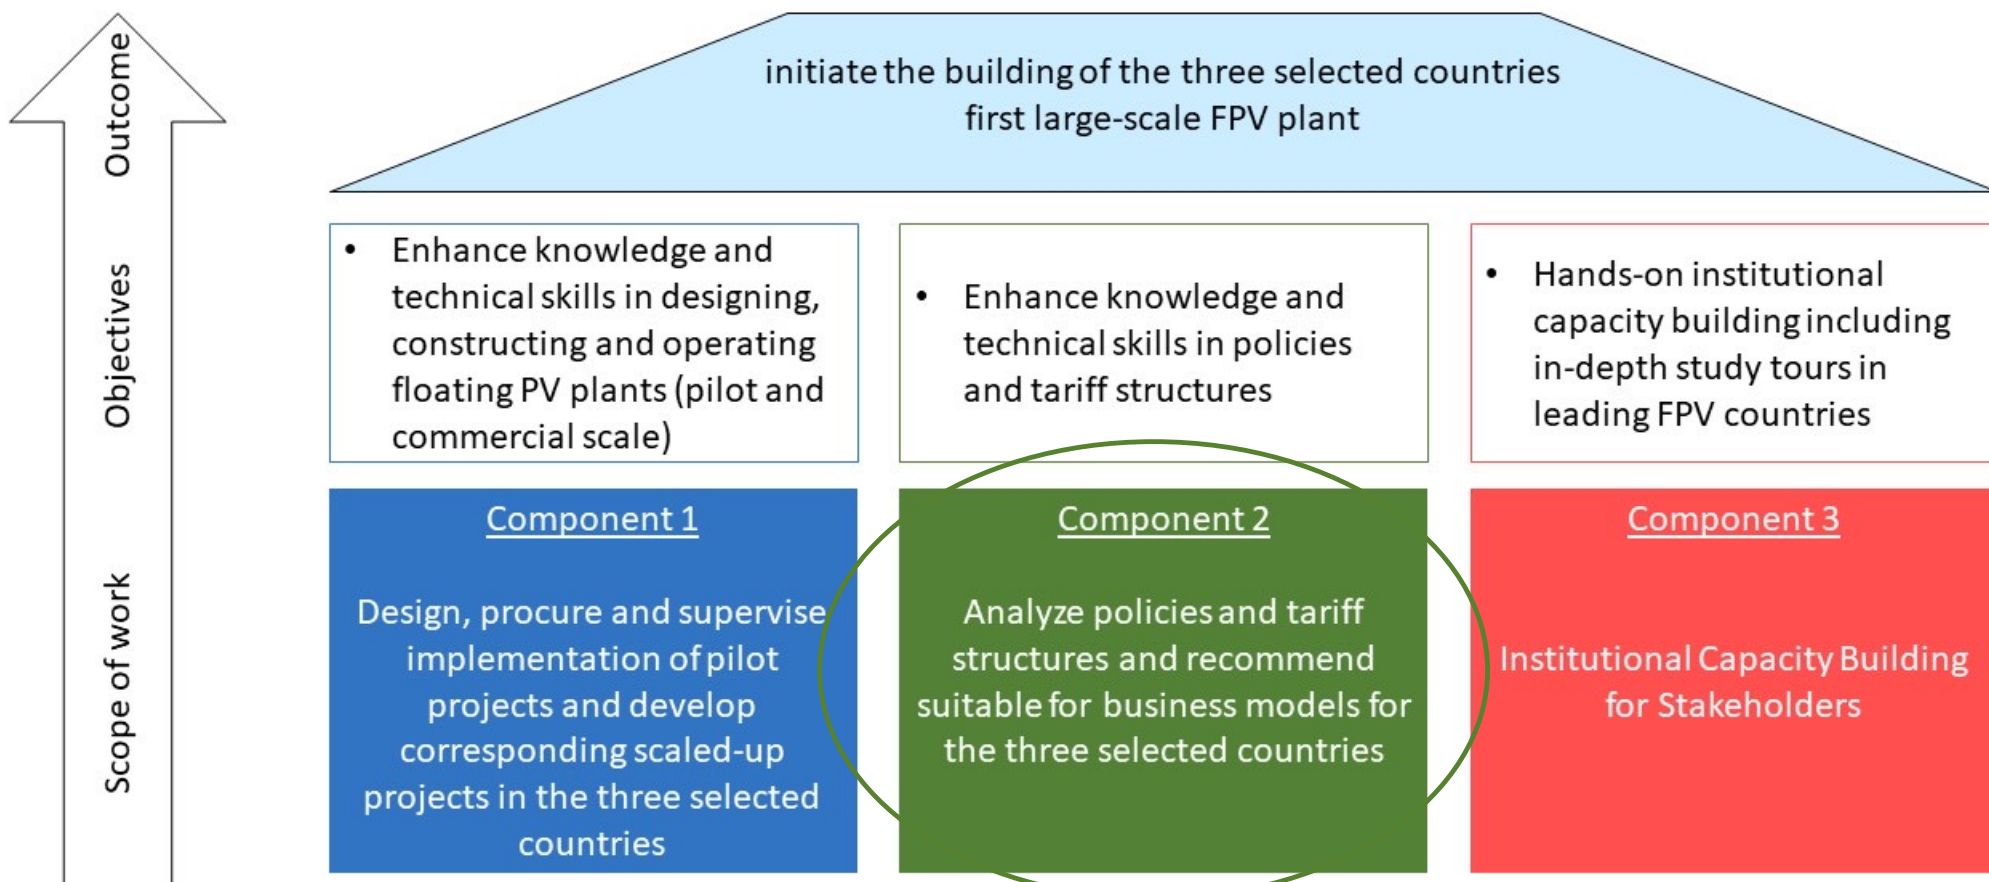 Outcome
initiate the building of the three selected countries
first large-scale FPV plant
Objectives
• Enhance knowledge and
technical skills in designing,
constructing and operating
floating PV plants (pilot and
commercial scale)
• Enhance knowledge and
technical skills in policies
and tariff structures
• Hands-on institutional
capacity building including
in-depth study tours in
leading FPV countries
Scope of work
Component 1
Design, procure and supervise
implementation of pilot
projects and develop
corresponding scaled-up
projects in the three selected
countries
Component 2
Analyze policies and tariff
structures and recommend
suitable for business models for
the three selected countries
Component 3
Institutional Capacity Building
for Stakeholders